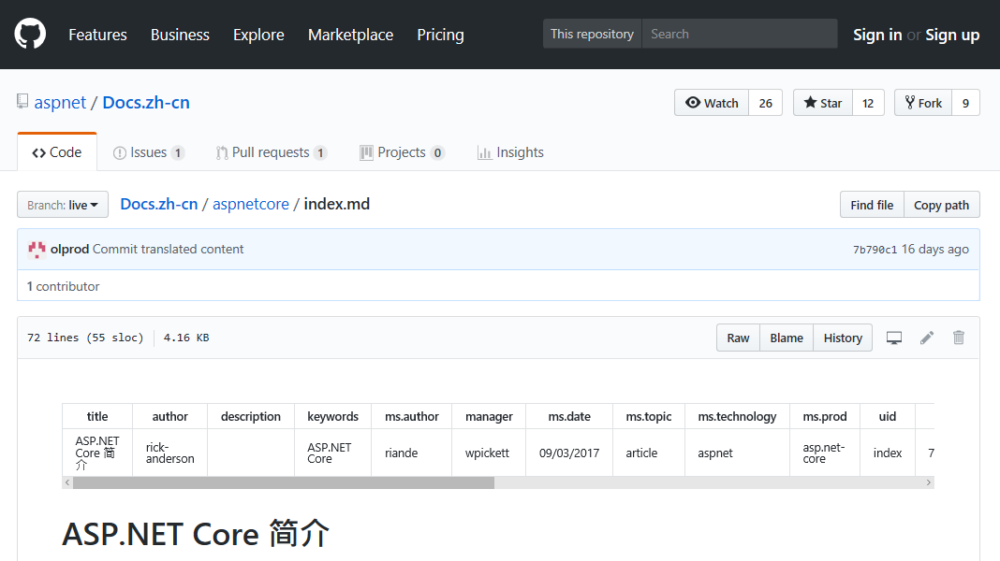 Features Business Explore Marketplace Pricing This repository Search Sign in or Sign up
aspnet / Docs.zh-cn Watch 26 Star 12 Fork 9
Code Issues 1 Pull requests 1 Projects 0 Insights
Branch: live Docs.zh-cn / aspnetcore / index.md Find file Copy path
olprod Commit translated content 7b790c1 16 days ago
1 contributor
72 lines (55 sloc) 4.16 KB Raw Blame History
title author description keywords ms.author manager ms.date ms.topic ms.technology ms.prod uid
ASP.NET Core 简介 rick-anderson ASP.NET Core riande wpickett 09/03/2017 article aspnet asp.net-core index 7
ASP.NET Core 简介